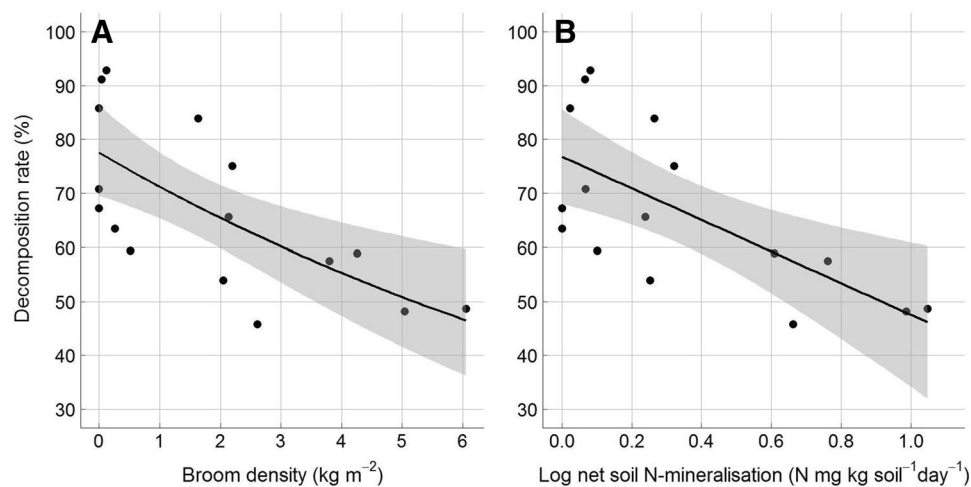 A
B
Decomposition rate (%)
100
90
80
70
60
50
40
30
0 1 2 3 4 5 6
Broom density (kg m⁻²)
100
90
80
70
60
50
40
30
0.0 0.2 0.4 0.6 0.8 1.0
Log net soil N-mineralisation (N mg kg soil⁻¹day⁻¹)